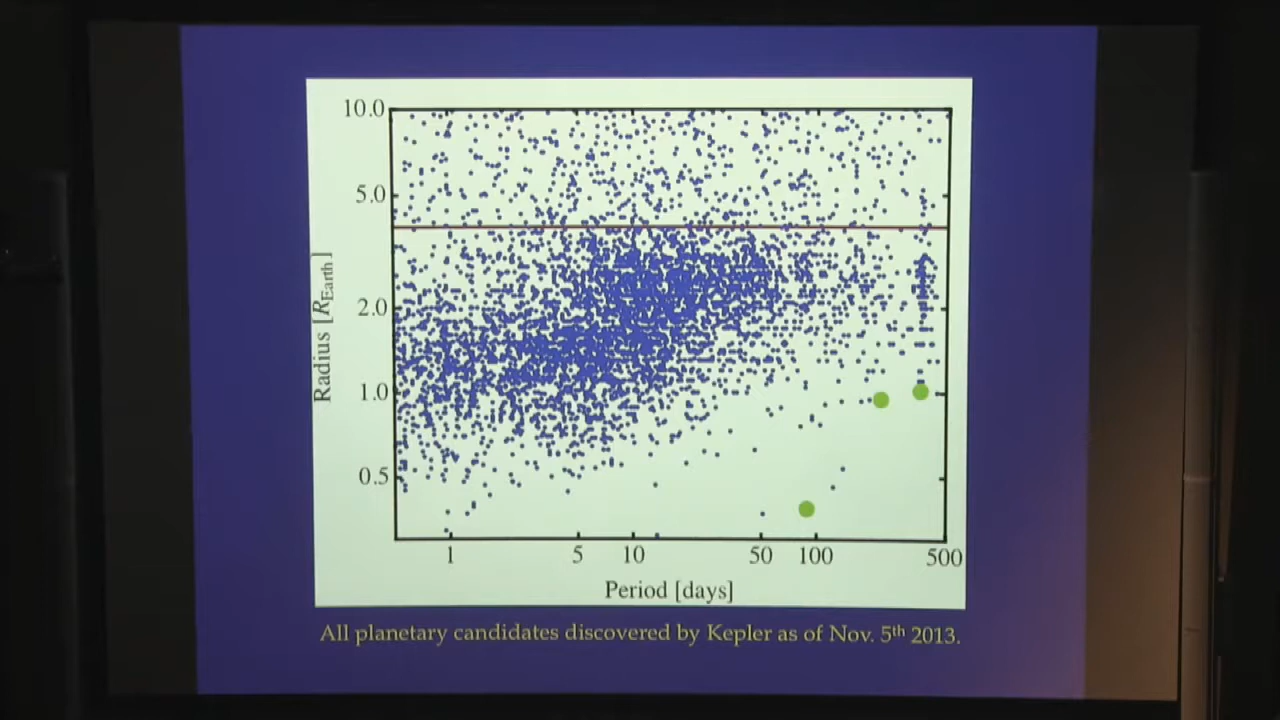 10.0
5.0
2.0
1.0
0.5
Radius [REarth]
1 5 10 50 100 500
Period [days]
All planetary candidates discovered by Kepler as of Nov. 5th 2013.